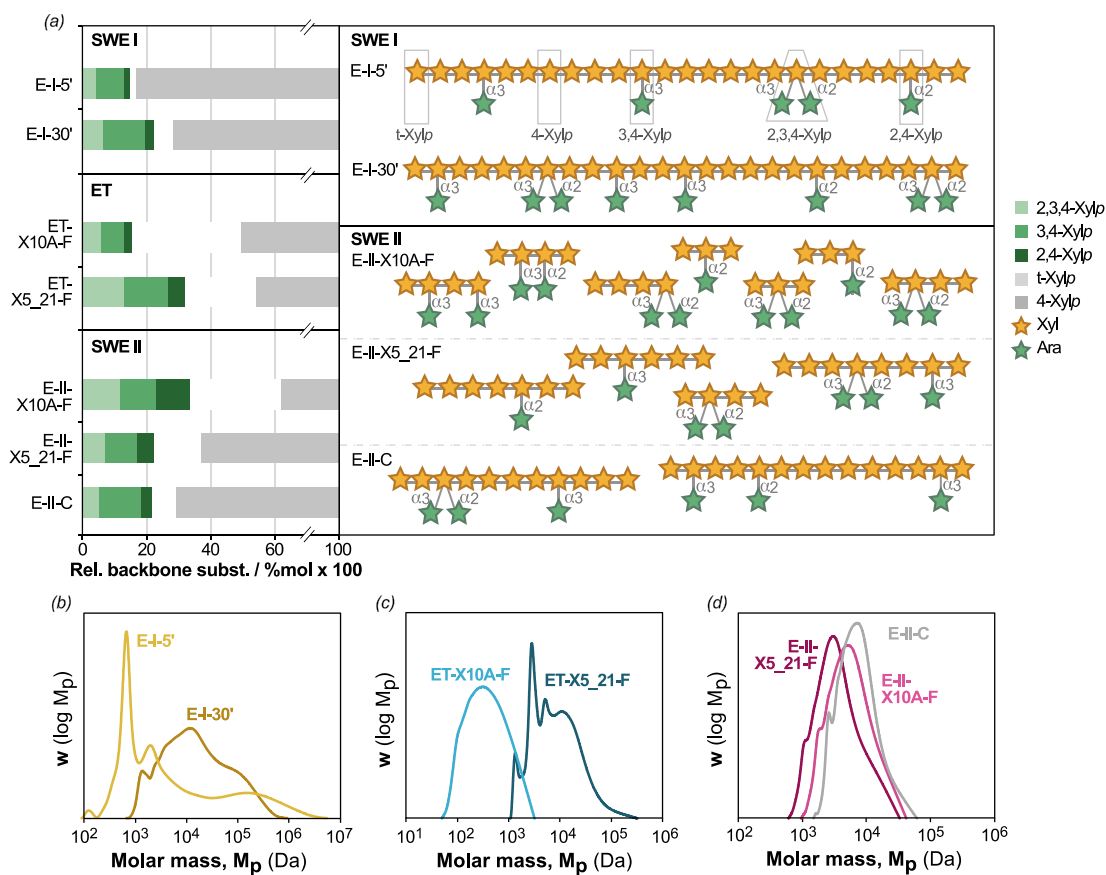 (a)
SWE I
E-I-5'
E-I-30'
ET
ET-
X10A-F
ET-
X5_21-F
SWE II
E-II-
X10A-F
E-II-
X5_21-F
E-II-C
0 20 40 60 100
Rel. backbone subst. / %mol x 100
SWE I
E-I-5'
α3 α3 α3 α2 α2
t-Xylp 4-Xylp 3,4-Xylp 2,3,4-Xylp 2,4-Xylp
E-I-30'
α3 α3 α2 α3 α3 α2 α3 α2
SWE II
E-II-X10A-F
α3 α2 α2 α2
α3 α3 α3 α2 α3 α2 α3 α2
E-II-X5_21-F
α3
α2 α3 α2 α3 α2 α3
E-II-C
α3 α2 α3 α3 α2 α3
2,3,4-Xylp
3,4-Xylp
2,4-Xylp
t-Xylp
4-Xylp
Xyl
Ara
(b)
E-I-5'
E-I-30'
w (log Mp)
10² 10³ 10⁴ 10⁵ 10⁶ 10⁷
Molar mass, Mp (Da)
(c)
ET-X10A-F
ET-X5_21-F
w (log Mp)
10¹ 10² 10³ 10⁴ 10⁵ 10⁶
Molar mass, Mp (Da)
(d)
E-II-C
E-II-
X5_21-F
E-II-
X10A-F
w (log Mp)
10² 10³ 10⁴ 10⁵ 10⁶
Molar mass, Mp (Da)